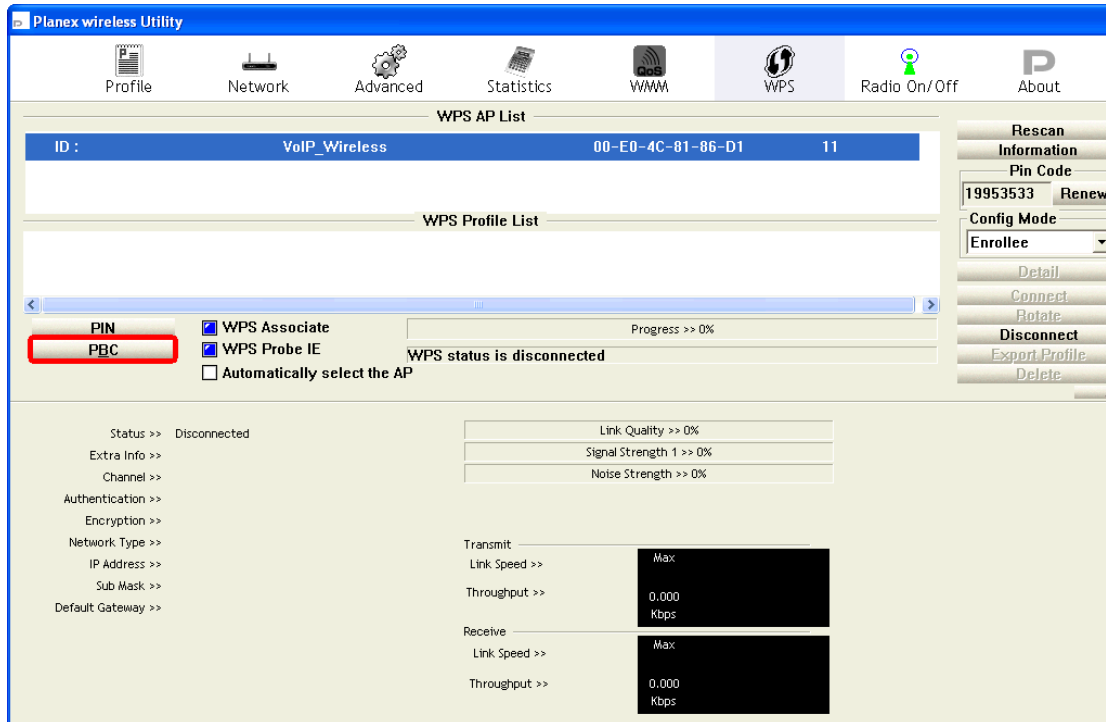 Planex wireless Utility
Profile Network Advanced Statistics WMM WPS Radio On/Off About
QoS
WPS AP List
ID : VoIP_Wireless 00-E0-4C-81-86-D1 11
Rescan
Information
Pin Code
19953533 Renew
WPS Profile List
Config Mode
Enrollee
Detail
Connect
Rotate
Disconnect
Export Profile
Delete
PIN WPS Associate Progress >> 0%
PBC WPS Probe IE WPS status is disconnected
Automatically select the AP
Status >> Disconnected
Extra Info >>
Channel >>
Authentication >>
Encryption >>
Network Type >>
IP Address >>
Sub Mask >>
Default Gateway >>
Link Quality >> 0%
Signal Strength 1 >> 0%
Noise Strength >> 0%
Transmit
Link Speed >> Max
Throughput >> 0.000
Kbps
Receive
Link Speed >> Max
Throughput >> 0.000
Kbps